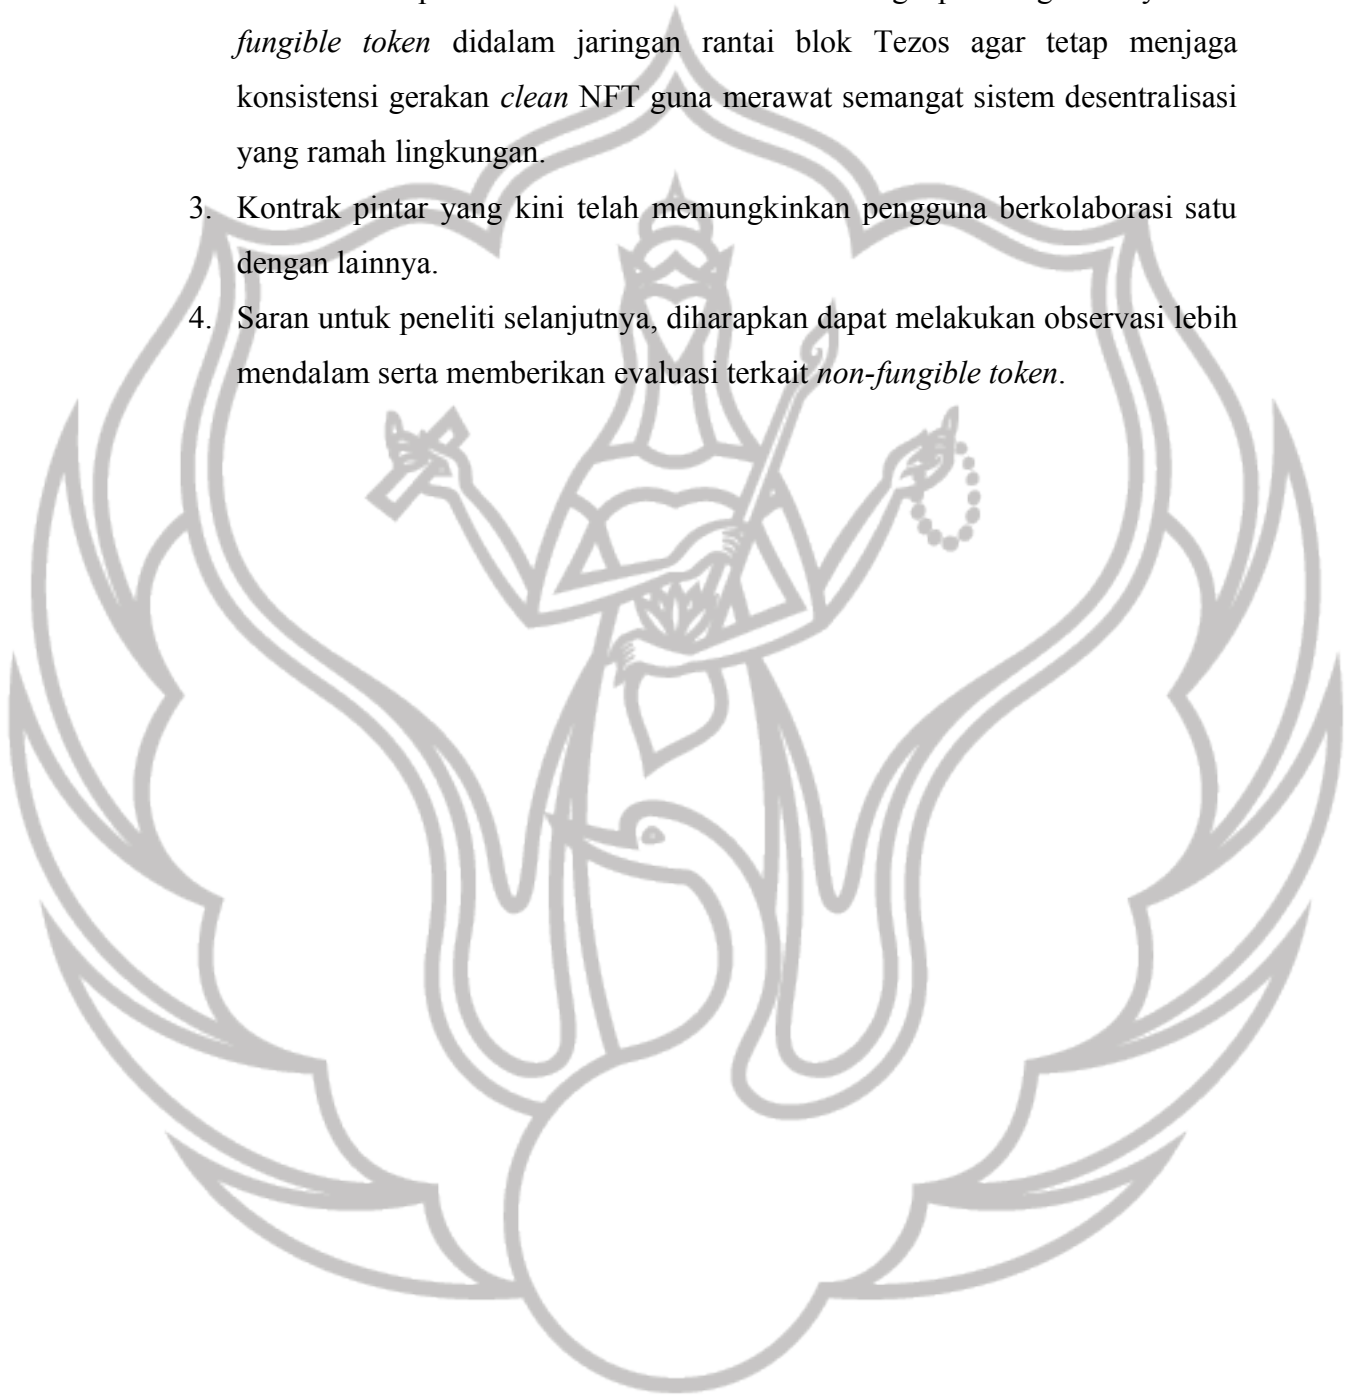 fungible token didalam jaringan rantai blok Tezos agar tetap menjaga
konsistensi gerakan clean NFT guna merawat semangat sistem desentralisasi
yang ramah lingkungan.
3. Kontrak pintar yang kini telah memungkinkan pengguna berkolaborasi satu
dengan lainnya.
4. Saran untuk peneliti selanjutnya, diharapkan dapat melakukan observasi lebih
mendalam serta memberikan evaluasi terkait non-fungible token.